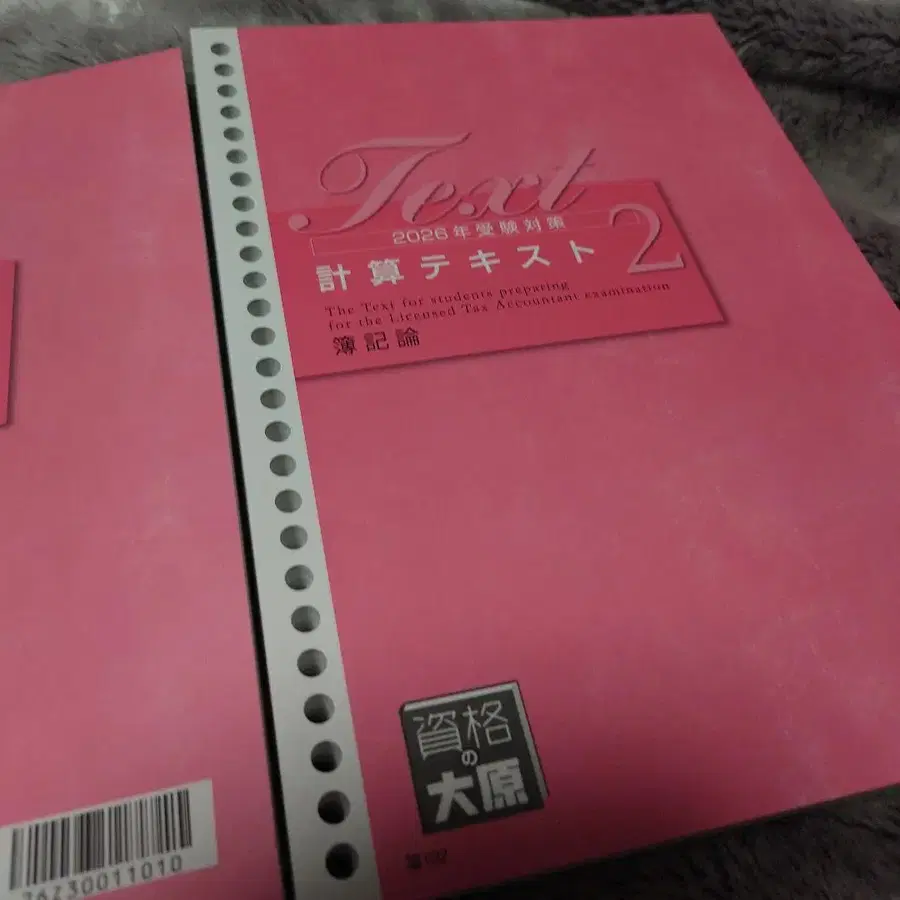 Text
2026年受験対策
計算テキスト2
The Text for students preparing
for the Licensed Tax Accountant examination
簿記論
資格
の
大原
26230011010